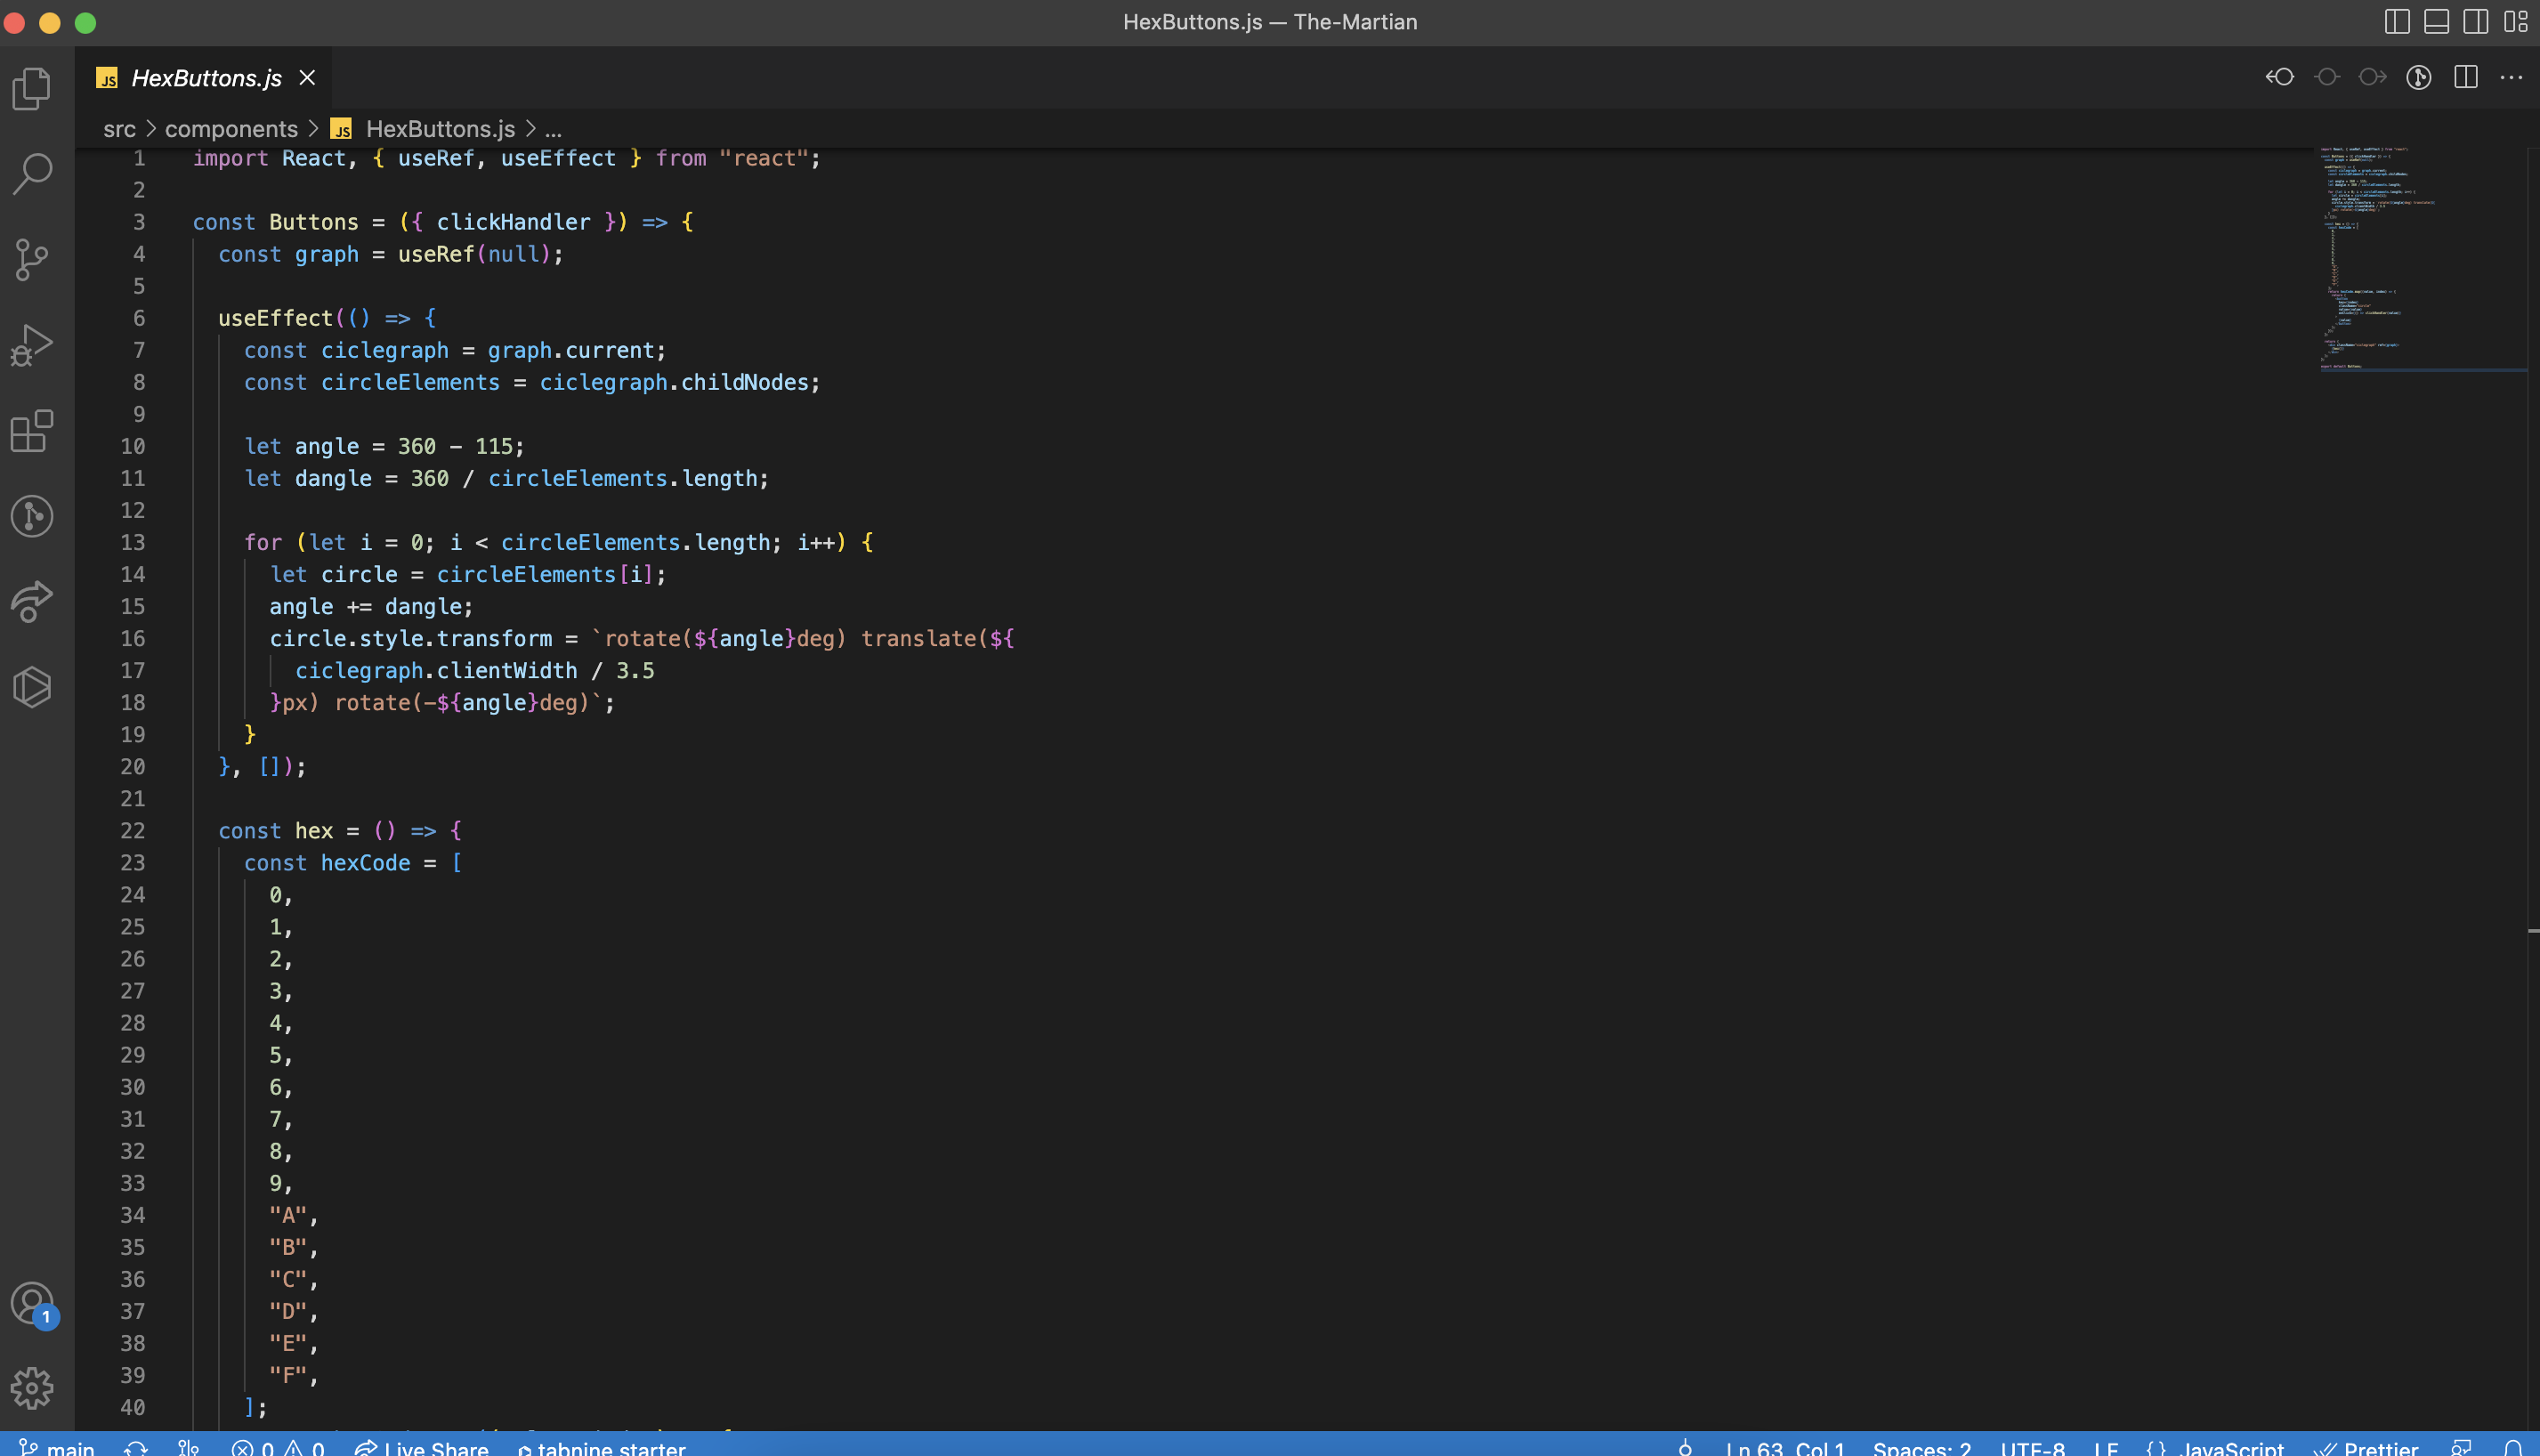 HexButtons.js — The-Martian
JS HexButtons.js
src > components > JS HexButtons.js > ...
1 import React, { useRef, useEffect } from "react";
2
3 const Buttons = ({ clickHandler }) => {
4 const graph = useRef(null);
5
6 useEffect(() => {
7 const ciclegraph = graph.current;
8 const circleElements = ciclegraph.childNodes;
9
10 let angle = 360 - 115;
11 let dangle = 360 / circleElements.length;
12
13 for (let i = 0; i < circleElements.length; i++) {
14 let circle = circleElements[i];
15 angle += dangle;
16 circle.style.transform = `rotate(${angle}deg) translate(${
17 ciclegraph.clientWidth / 3.5
18 }px) rotate(-${angle}deg)`;
19 }
20 }, []);
21
22 const hex = () => {
23 const hexCode = [
24 0,
25 1,
26 2,
27 3,
28 4,
29 5,
30 6,
31 7,
32 8,
33 9,
34 "A",
35 "B",
36 "C",
37 "D",
38 "E",
39 "F",
40 ];
1
main 0 0 Live Share tabnine starter Ln 63, Col 1 Spaces: 2 UTF-8 LF {} JavaScript Prettier